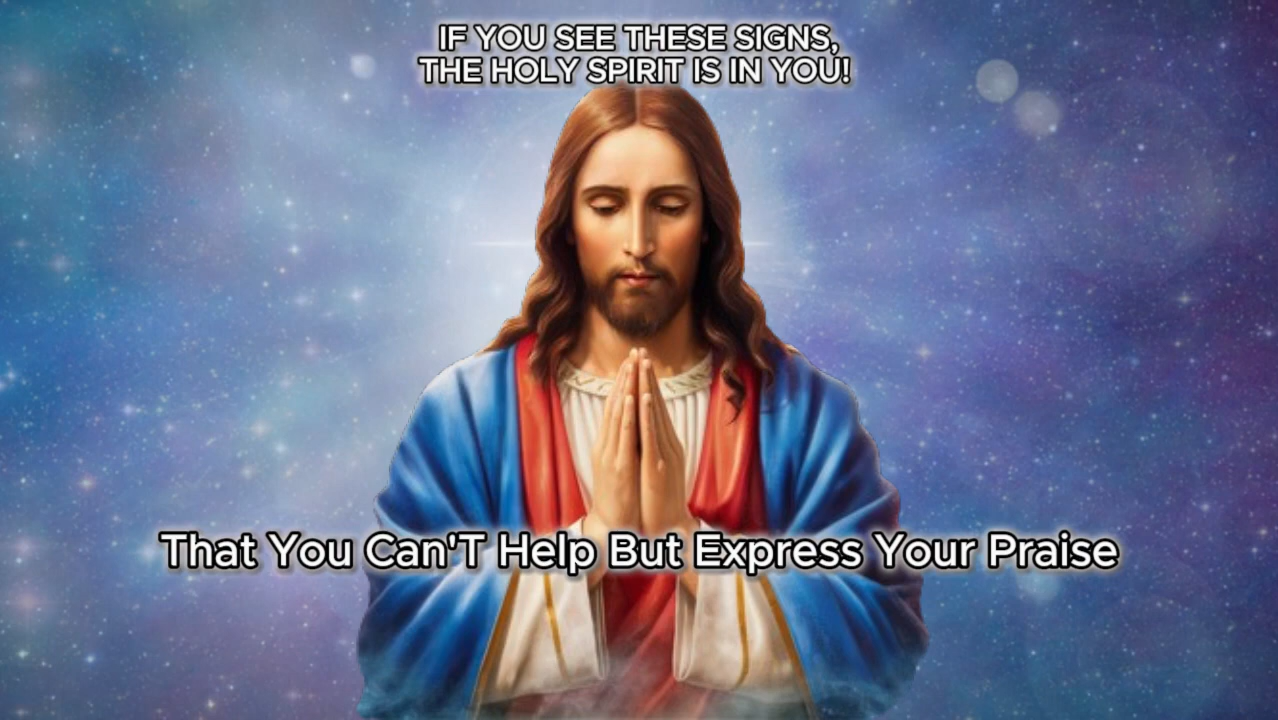 IF YOU SEE THESE SIGNS,
THE HOLY SPIRIT IS IN YOU!
That You Can'T Help But Express Your Praise